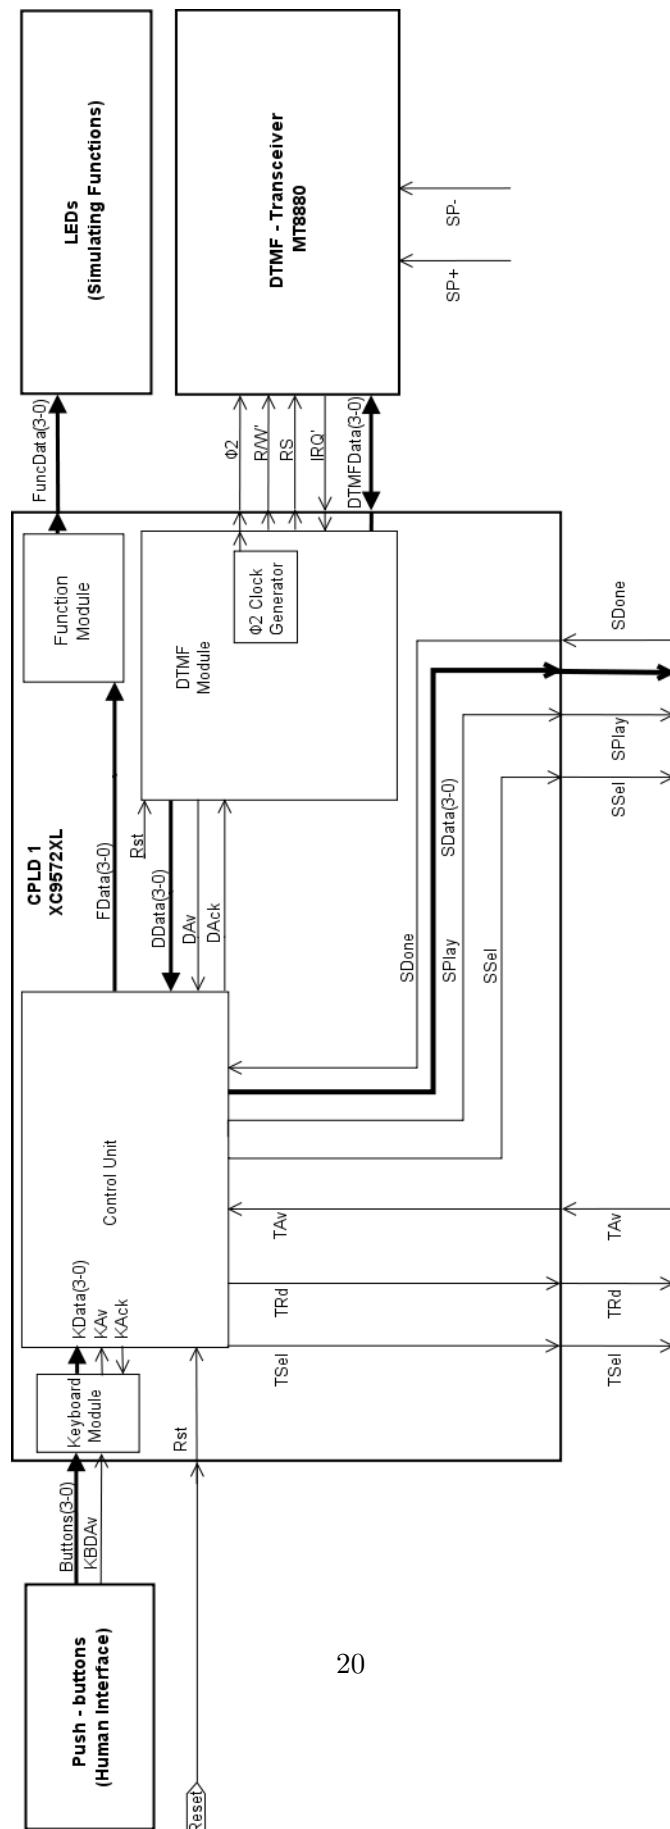 LEDs
(Simulating Functions)
DTMF - Transceiver
MT8880
SP-
SP+
FuncData(3-0)
Φ2
R/W'
RS
IRQ'
DTMFData(3-0)
Function
Module
Φ2 Clock
Generator
DTMF
Module
CPLD 1
XC9572XL
FData(3-0)
Rst
DData(3-0)
DAv
DAck
SDone
SData(3-0)
SPlay
SSel
SDone
SPlay
SSel
Control Unit
KData(3-0)
KAv
KAck
TAv
TRd
TSel
TAv
TRd
TSel
Keyboard
Module
Rst
Buttons(3-0)
KBDAv
Push - buttons
(Human Interface)
Reset
20